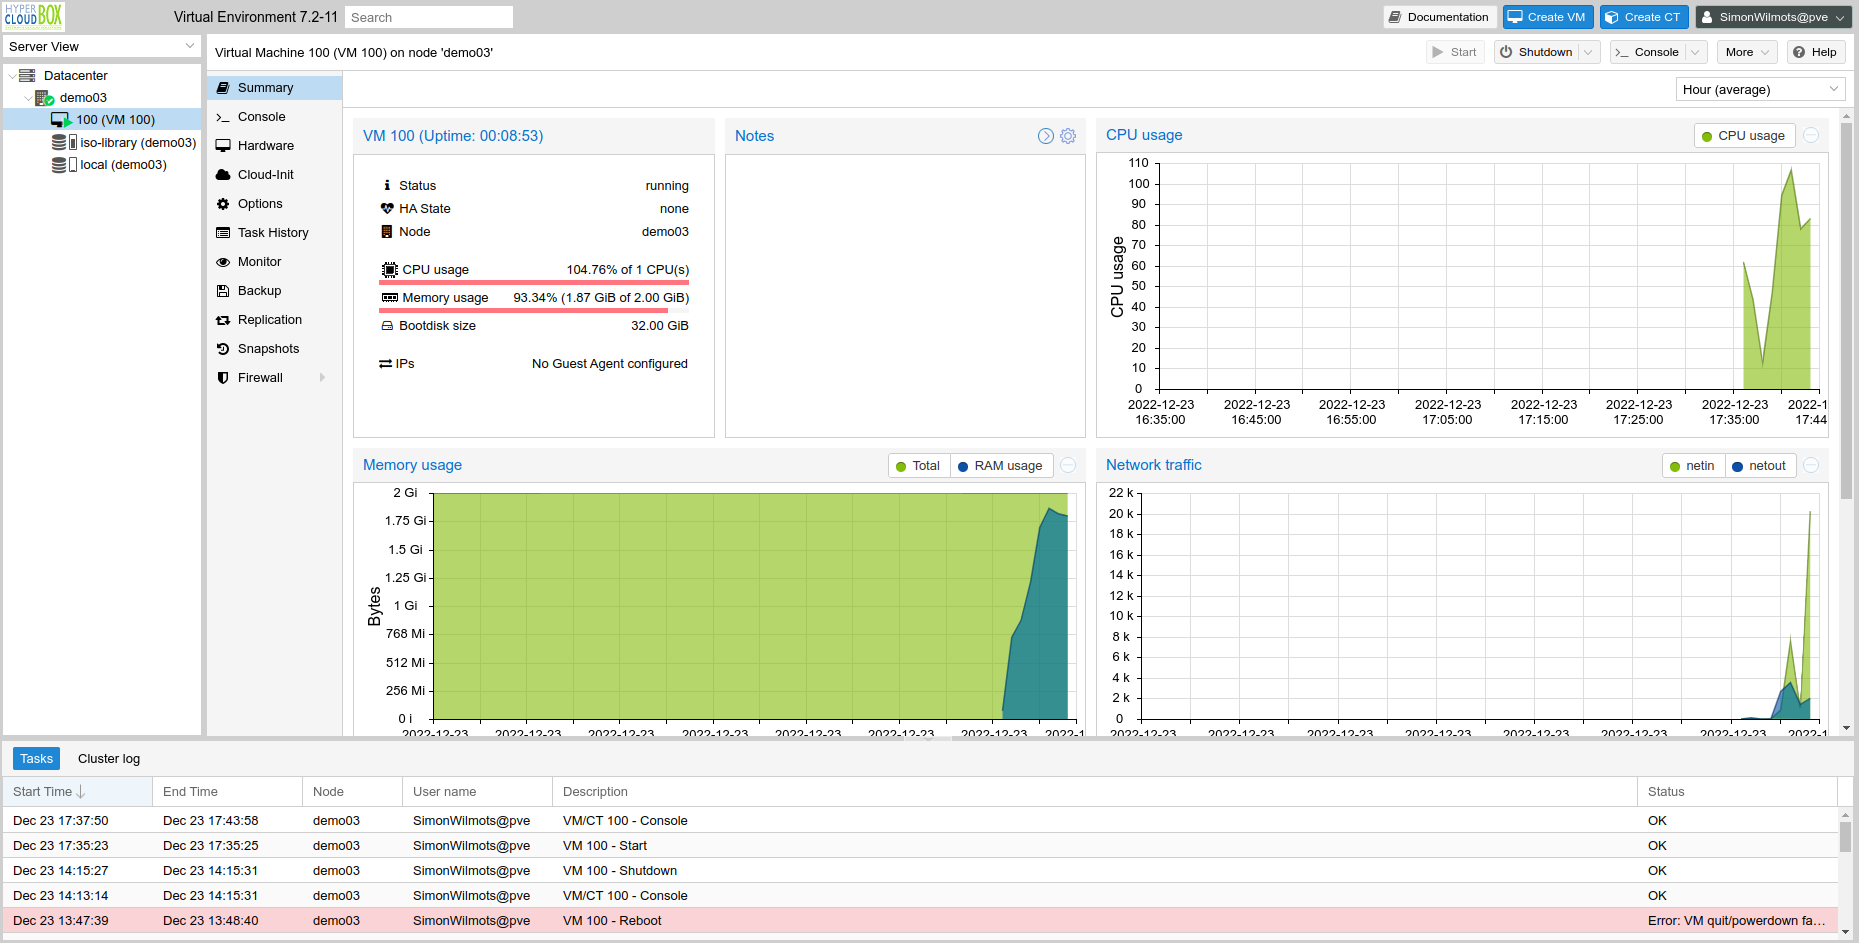 HYPER
CLOUD BOX
Virtual Environment 7.2-11
Search
Documentation
Create VM
Create CT
SimonWilmots@pve
Server View
Virtual Machine 100 (VM 100) on node 'demo03'
Start
Shutdown
Console
More
Help
Datacenter
demo03
100 (VM 100)
iso-library (demo03)
local (demo03)
Summary
Console
Hardware
Cloud-Init
Options
Task History
Monitor
Backup
Replication
Snapshots
Firewall
Hour (average)
VM 100 (Uptime: 00:08:53)
Status running
HA State none
Node demo03
CPU usage 104.76% of 1 CPU(s)
Memory usage 93.34% (1.87 GiB of 2.00 GiB)
Bootdisk size 32.00 GiB
IPs No Guest Agent configured
Notes
CPU usage
CPU usage
110
100
90
80
70
60
50
40
30
20
10
0
CPU usage
2022-12-23 2022-12-23 2022-12-23 2022-12-23 2022-12-23 2022-12-23 2022-12-23 2022-1
16:35:00 16:45:00 16:55:00 17:05:00 17:15:00 17:25:00 17:35:00 17:44
Memory usage
Total
RAM usage
2 Gi
1.75 Gi
1.5 Gi
1.25 Gi
1 Gi
768 Mi
512 Mi
256 Mi
0 i
Bytes
2022-12-23 2022-12-23 2022-12-23 2022-12-23 2022-12-23 2022-12-23 2022-12-23 2022-1
Network traffic
netin
netout
22 k
20 k
18 k
16 k
14 k
12 k
10 k
8 k
6 k
4 k
2 k
0
2022-12-23 2022-12-23 2022-12-23 2022-12-23 2022-12-23 2022-12-23 2022-12-23 2022-1
Tasks
Cluster log
Start Time End Time Node User name Description Status
Dec 23 17:37:50 Dec 23 17:43:58 demo03 SimonWilmots@pve VM/CT 100 - Console OK
Dec 23 17:35:23 Dec 23 17:35:25 demo03 SimonWilmots@pve VM 100 - Start OK
Dec 23 14:15:27 Dec 23 14:15:31 demo03 SimonWilmots@pve VM 100 - Shutdown OK
Dec 23 14:13:14 Dec 23 14:15:31 demo03 SimonWilmots@pve VM/CT 100 - Console OK
Dec 23 13:47:39 Dec 23 13:48:40 demo03 SimonWilmots@pve VM 100 - Reboot Error: VM quit/powerdown fa…